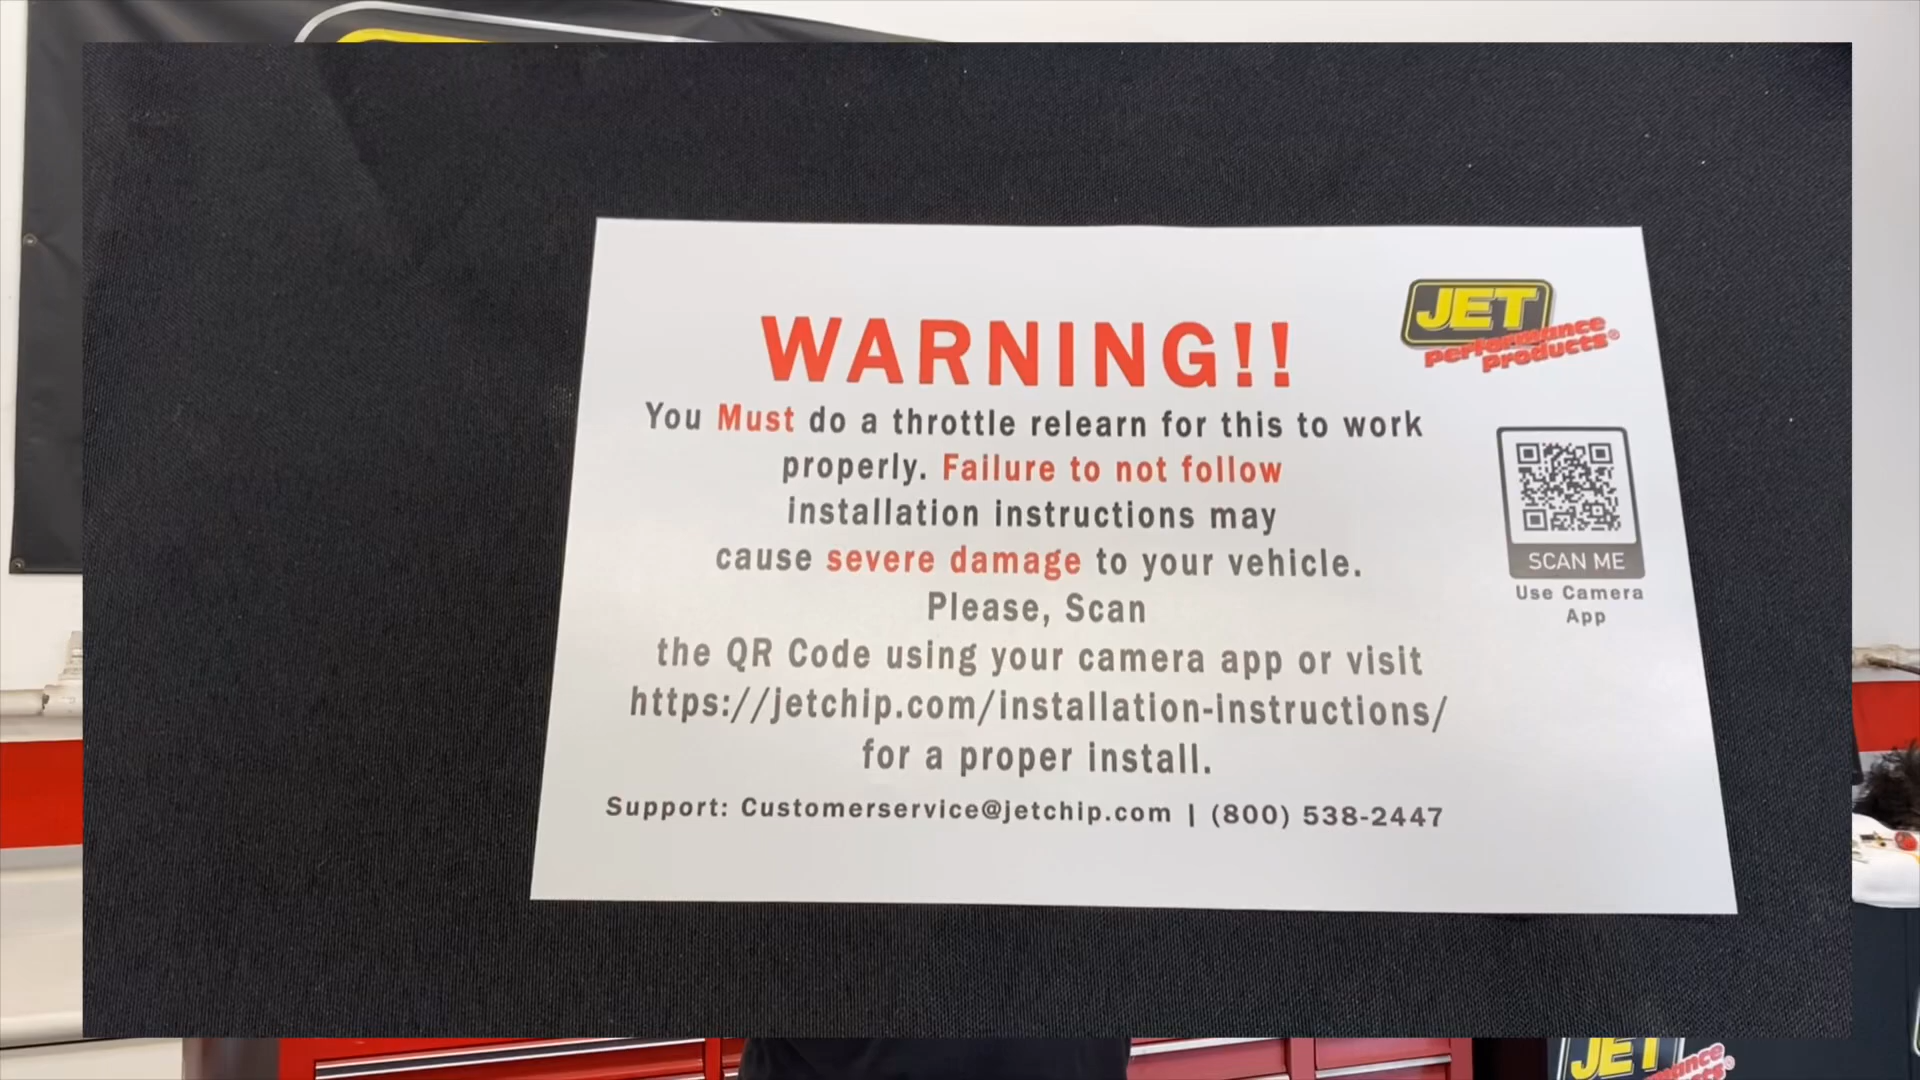 WARNING!!
You Must do a throttle relearn for this to work
properly. Failure to not follow
installation instructions may
cause severe damage to your vehicle.
Please, Scan
the QR Code using your camera app or visit
https://jetchip.com/installation-instructions/
for a proper install.
Support: Customerservice@jetchip.com | (800) 538-2447
JET
Performance
Products®
SCAN ME
Use Camera
App
JET